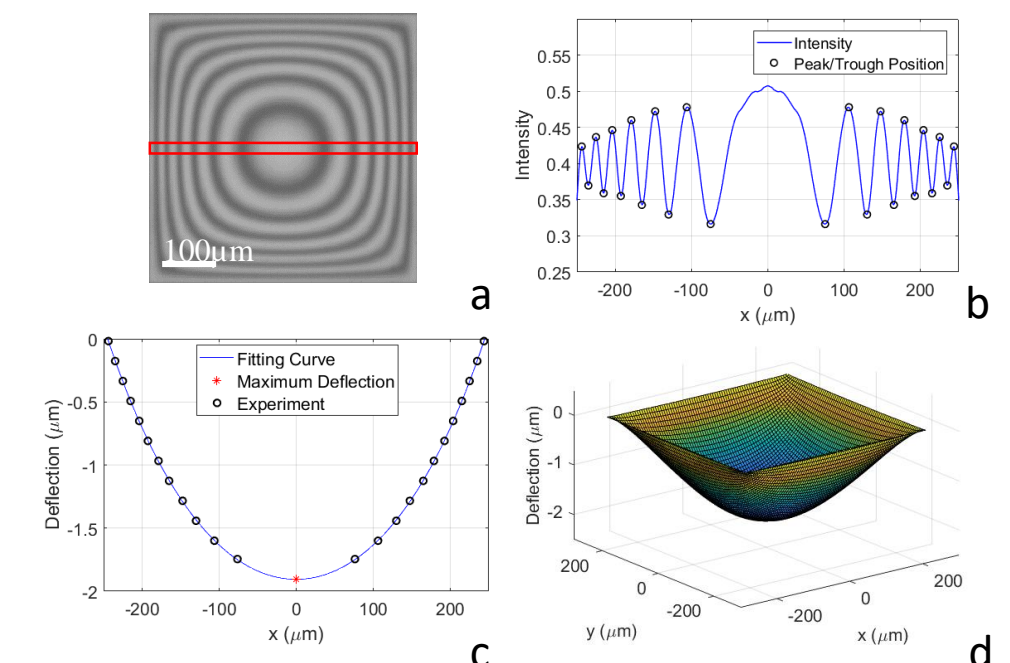 100μm
a
0.55
0.5
0.45
0.4
0.35
0.3
0.25
Intensity
Intensity
Peak/Trough Position
-200 -100 0 100 200
x (μm)
b
0
-0.5
-1
-1.5
-2
Deflection (μm)
Fitting Curve
Maximum Deflection
Experiment
-200 -100 0 100 200
x (μm)
c
0
-1
-2
Deflection (μm)
200
0
-200
y (μm)
-200
0
200
x (μm)
d